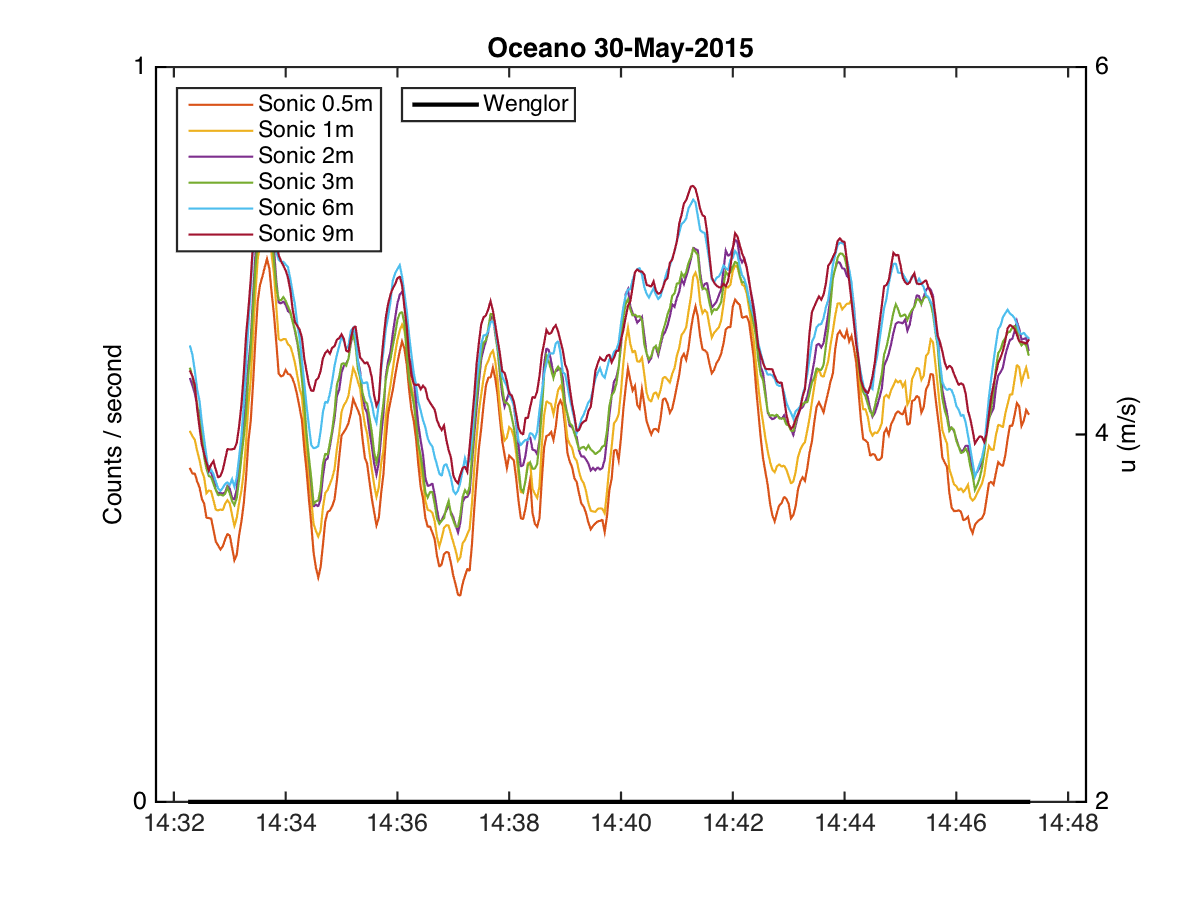 Oceano 30-May-2015
1
6
Sonic 0.5m
Wenglor
Sonic 1m
Sonic 2m
Sonic 3m
Sonic 6m
Sonic 9m
Counts / second
4
u (m/s)
0
2
14:32 14:34 14:36 14:38 14:40 14:42 14:44 14:46 14:48